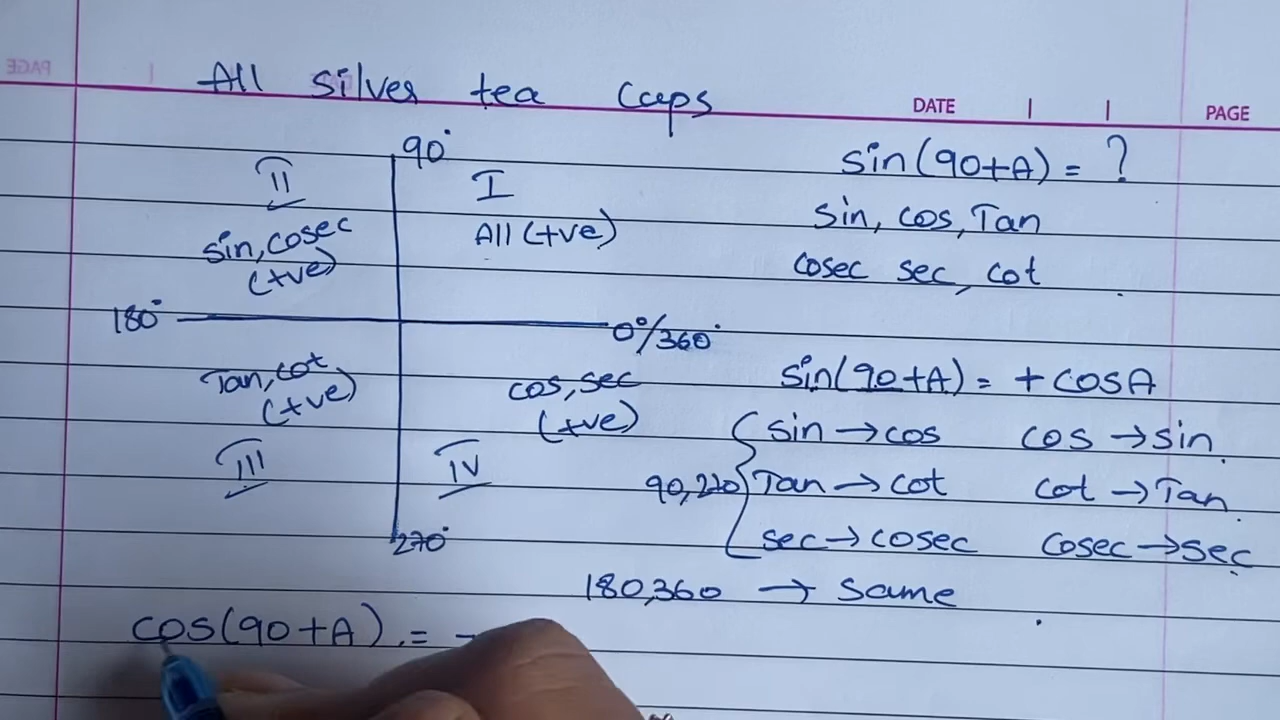 PAGE
All silver tea cups
DATE
PAGE
90°
II
I
sin, cosec
(+ve)
All (+ve)
180°
0°/360°
Tan, cot
(+ve)
cos, sec
(+ve)
III
IV
270°
sin(90+A) = ?
sin, cos, Tan
cosec sec, cot
sin(90+A) = + cosA
sin → cos cos → sin
90,270 Tan → cot cot → Tan
sec → cosec cosec → sec
180,360 → same
cos(90+A) = -